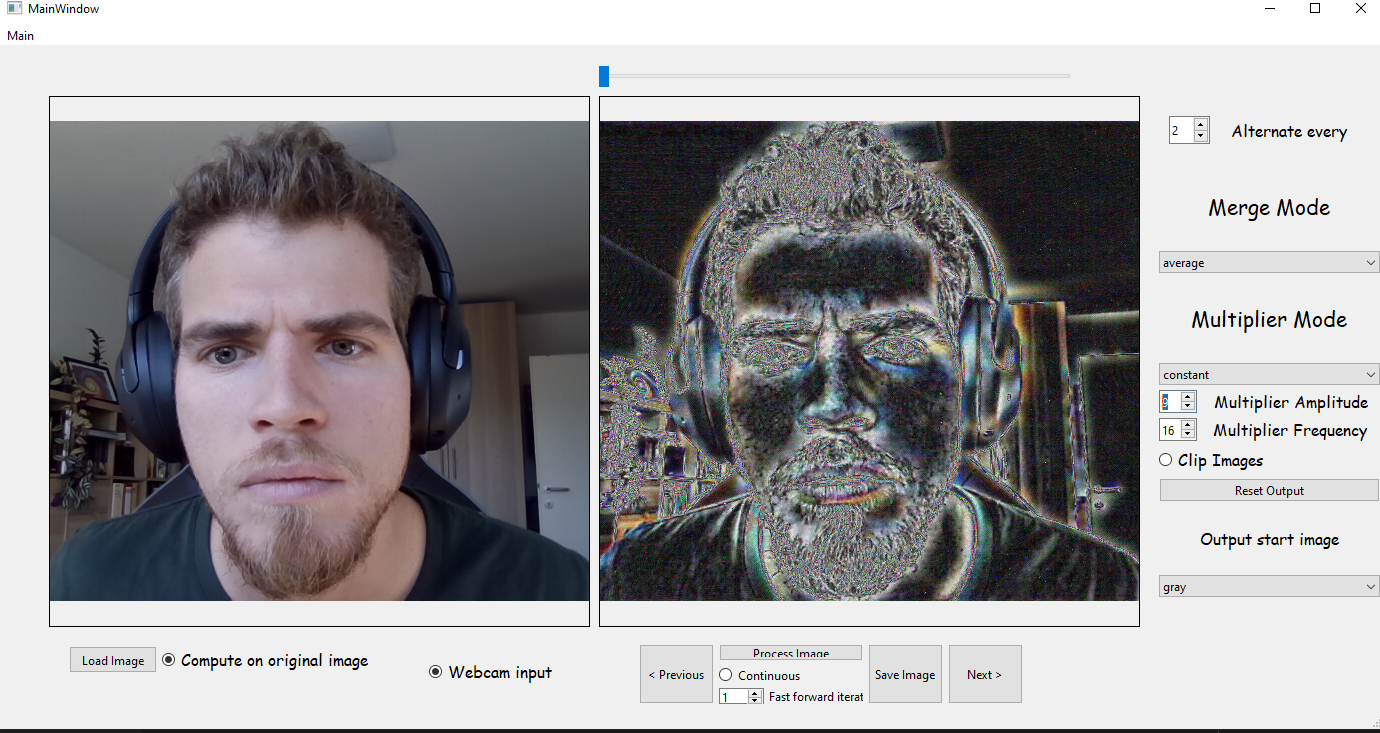 MainWindow
Main
2
Alternate every
Merge Mode
average
Multiplier Mode
constant
9 Multiplier Amplitude
16 Multiplier Frequency
Clip Images
Reset Output
Output start image
gray
Load Image
Compute on original image
Webcam input
< Previous
Process Image
Continuous
1 Fast forward iterat
Save Image
Next >